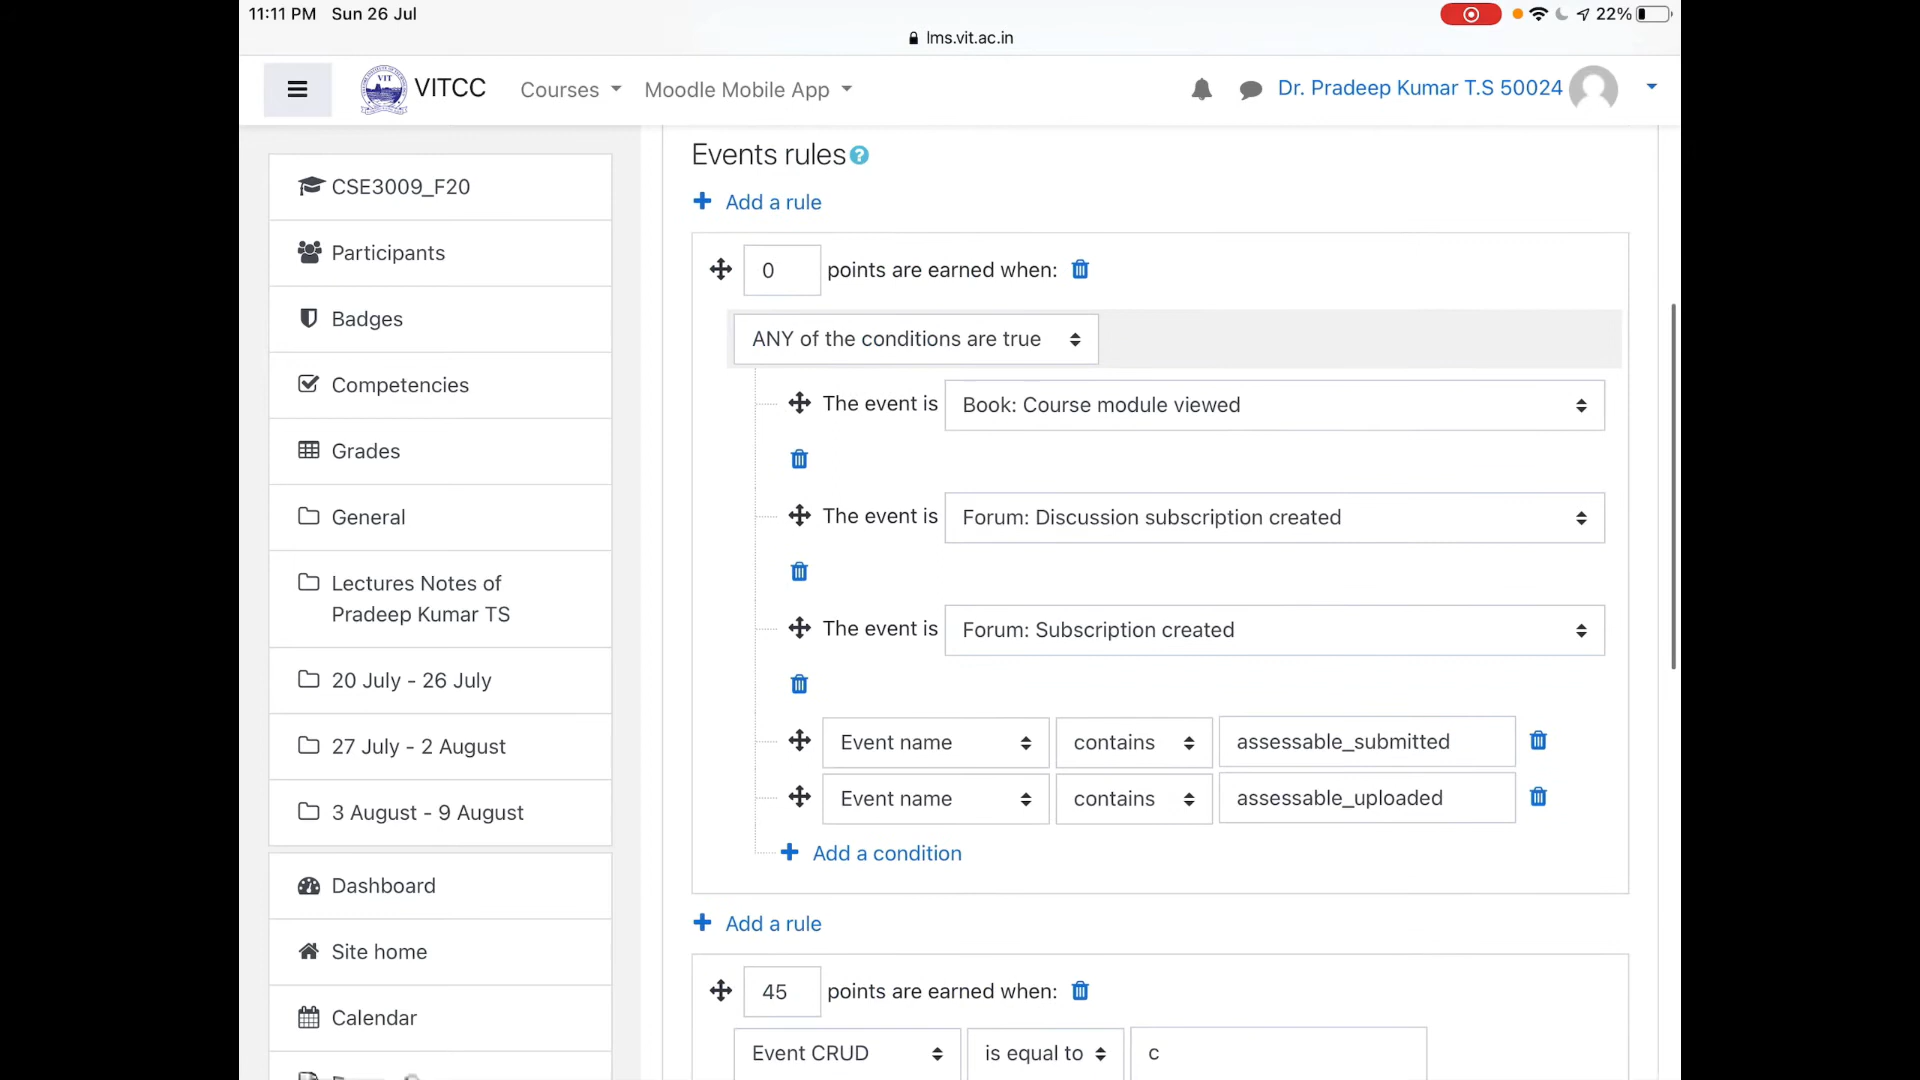 11:11 PM Sun 26 Jul
22%
lms.vit.ac.in
VIT
VITCC
Courses
Moodle Mobile App
Dr. Pradeep Kumar T.S 50024
CSE3009_F20
Participants
Badges
Competencies
Grades
General
Lectures Notes of
Pradeep Kumar TS
20 July - 26 July
27 July - 2 August
3 August - 9 August
Dashboard
Site home
Calendar
Events rules
Add a rule
0 points are earned when:
ANY of the conditions are true
The event is Book: Course module viewed
The event is Forum: Discussion subscription created
The event is Forum: Subscription created
Event name contains assessable_submitted
Event name contains assessable_uploaded
Add a condition
Add a rule
45 points are earned when:
Event CRUD is equal to c